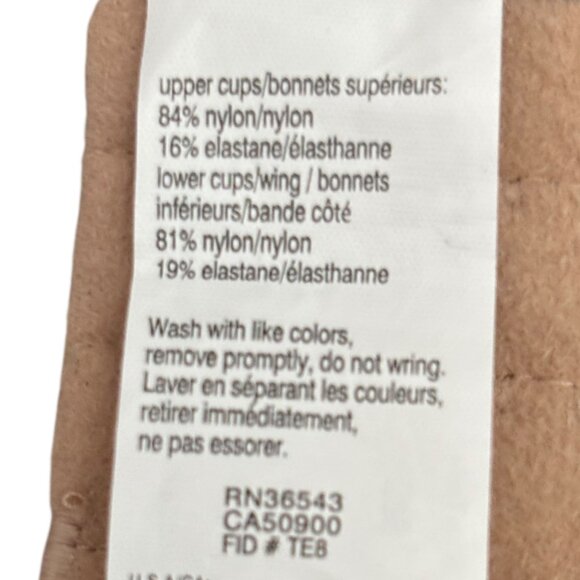 upper cups/bonnets supérieurs:
84% nylon/nylon
16% elastane/élasthanne
lower cups/wing / bonnets
inférieurs/bande côté
81% nylon/nylon
19% elastane/élasthanne
Wash with like colors,
remove promptly, do not wring.
Laver en séparant les couleurs,
retirer immédiatement,
ne pas essorer.
RN36543
CA50900
FID # TE8